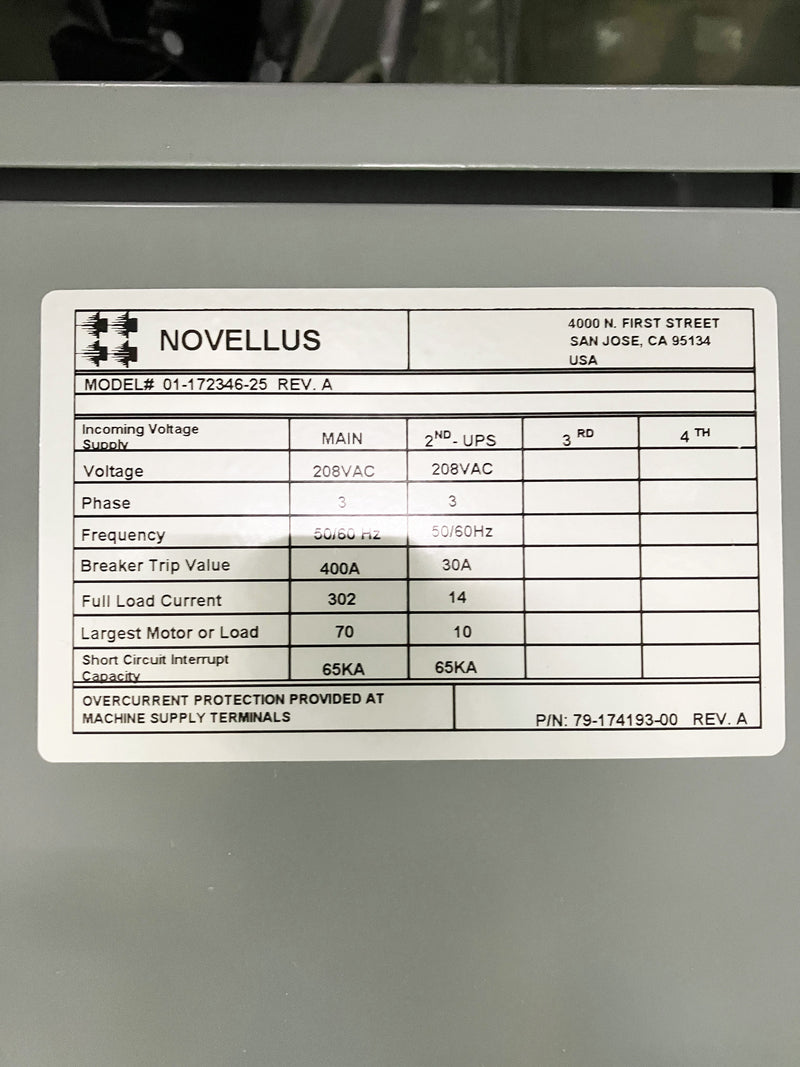 NOVELLUS
4000 N. FIRST STREET
SAN JOSE, CA 95134
USA
MODEL# 01-172346-25 REV. A
Incoming Voltage Supply MAIN 2ND- UPS 3 RD 4 TH
Voltage 208VAC 208VAC
Phase 3 3
Frequency 50/60 Hz 50/60Hz
Breaker Trip Value 400A 30A
Full Load Current 302 14
Largest Motor or Load 70 10
Short Circuit Interrupt Capacity 65KA 65KA
OVERCURRENT PROTECTION PROVIDED AT
MACHINE SUPPLY TERMINALS
P/N: 79-174193-00 REV. A